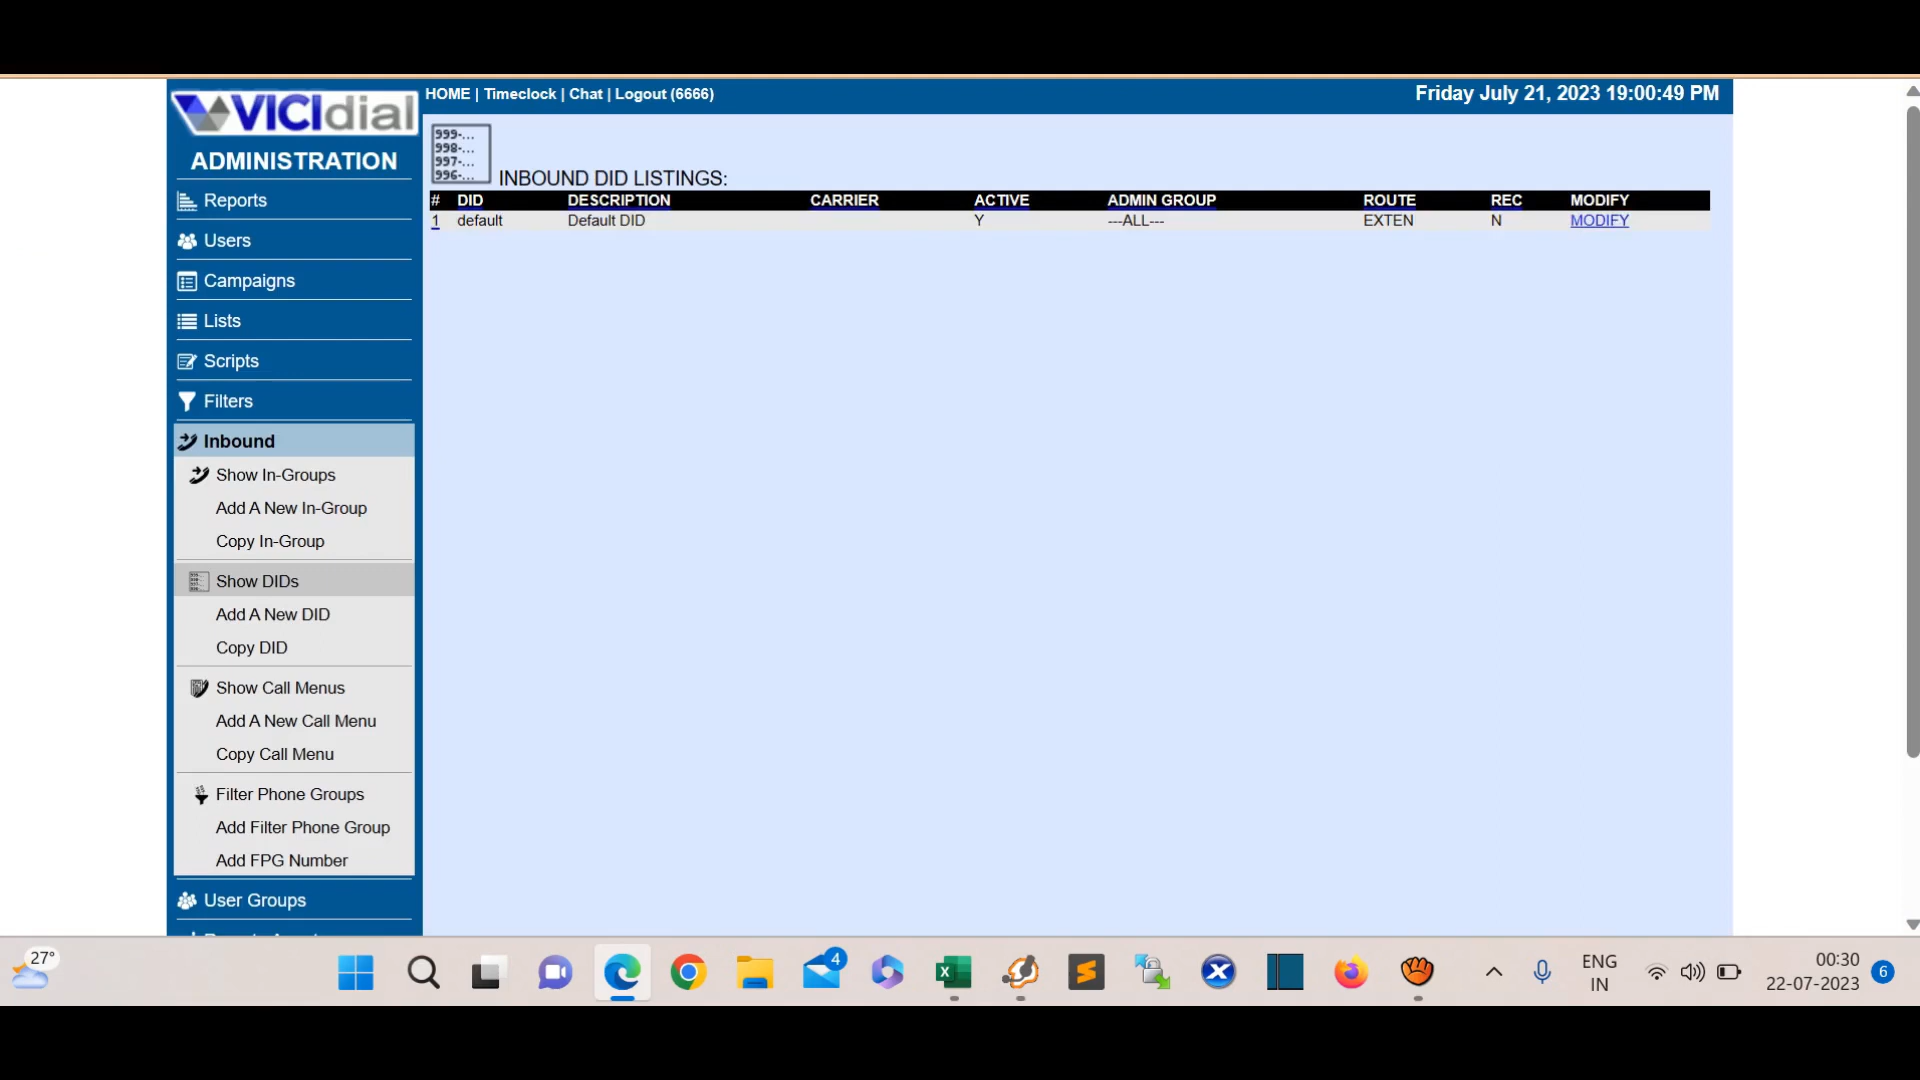 VICIdial
HOME | Timeclock | Chat | Logout (6666)
Friday July 21, 2023 19:00:49 PM
999-...
998-...
997-...
996-...
INBOUND DID LISTINGS:
# DID DESCRIPTION CARRIER ACTIVE ADMIN GROUP ROUTE REC MODIFY
1 default Default DID Y ---ALL--- EXTEN N MODIFY
ADMINISTRATION
Reports
Users
Campaigns
Lists
Scripts
Filters
Inbound
Show In-Groups
Add A New In-Group
Copy In-Group
Show DIDs
Add A New DID
Copy DID
Show Call Menus
Add A New Call Menu
Copy Call Menu
Filter Phone Groups
Add Filter Phone Group
Add FPG Number
User Groups
27°
4
ENG
IN
00:30
22-07-2023
6